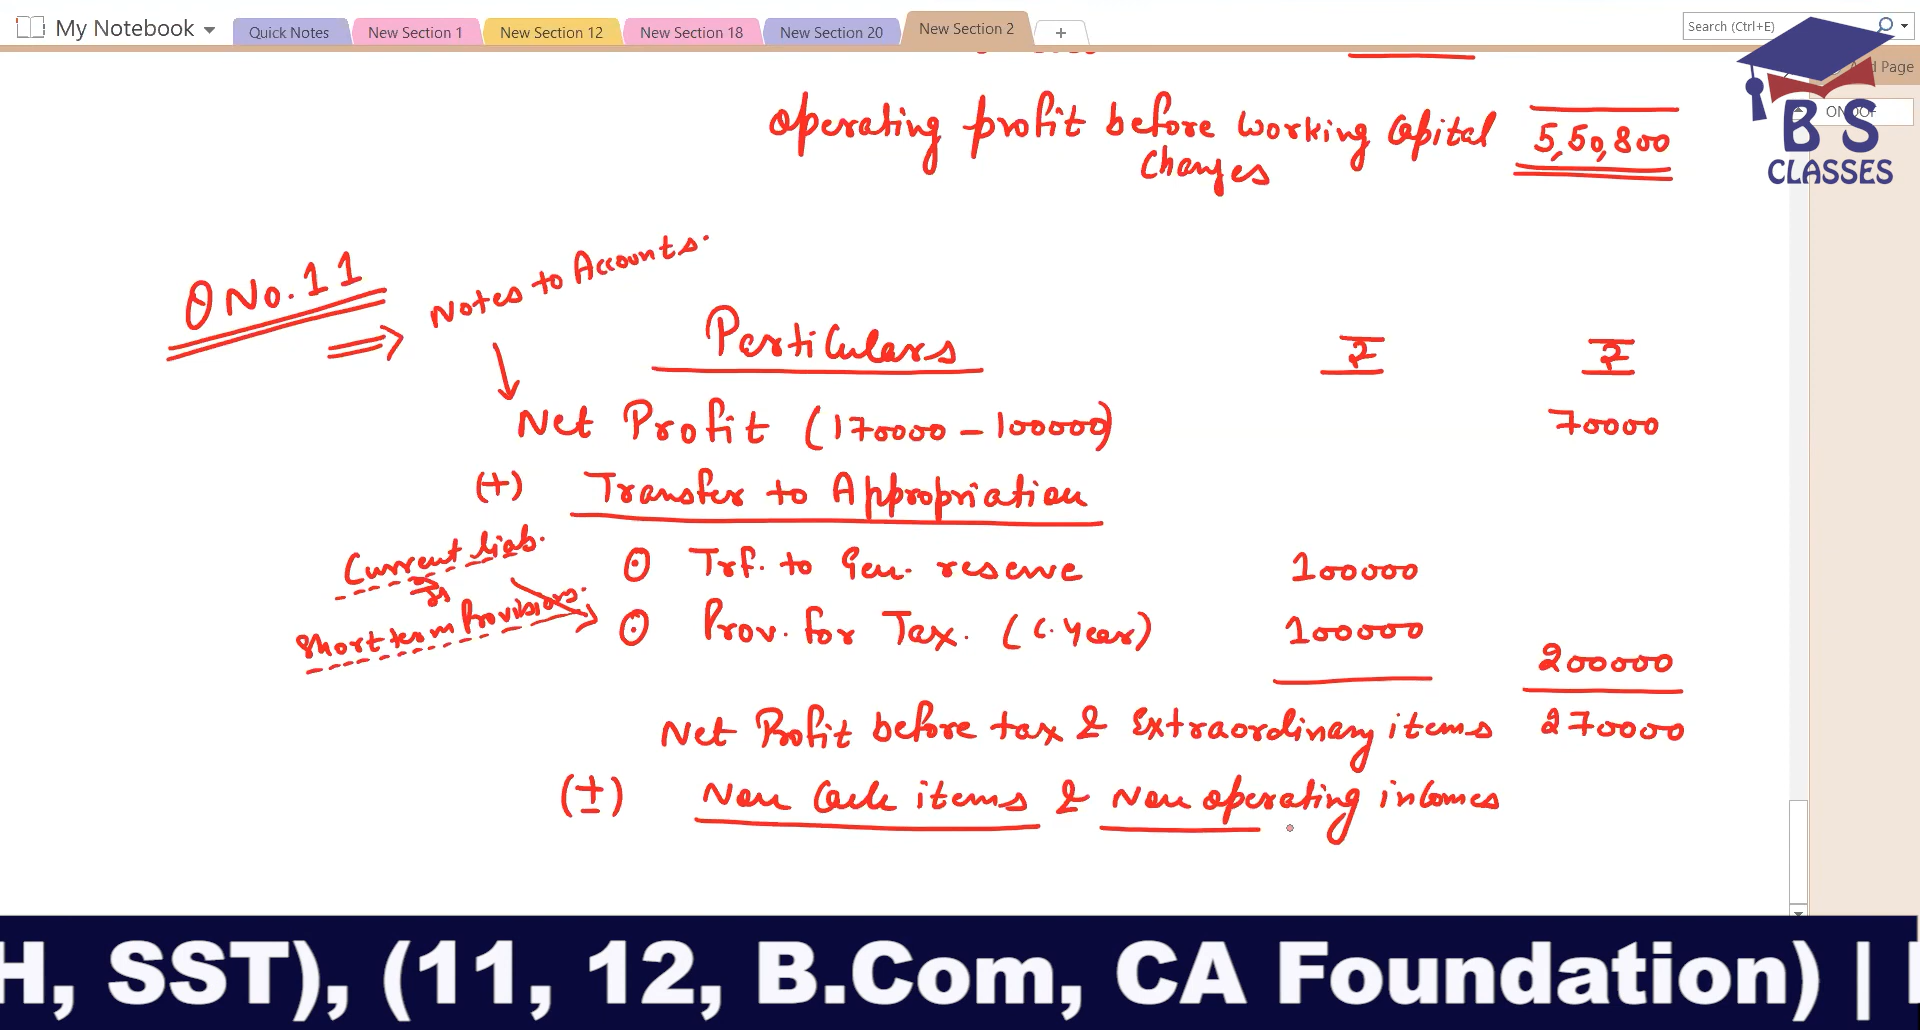 My Notebook
Quick Notes
New Section 1
New Section 12
New Section 18
New Section 20
New Section 2
+
Search (Ctrl+E)
d Page
B S
CLASSES
Operating profit before working Capital 5,50,800
Changes
Q No. 11
Notes to Accounts.
Particulars ₹ ₹
Net Profit (170000 - 100000) 70000
(+) Transfer to Appropriation
Trf. to Gen. reserve 100000
Current liab.
Short term Provisions.
Prov. for Tax. (C. Year) 100000
200000
Net Profit before tax & Extraordinary items 270000
(±) Non Cash items & Non operating incomes
H, SST), (11, 12, B.Com, CA Foundation) |